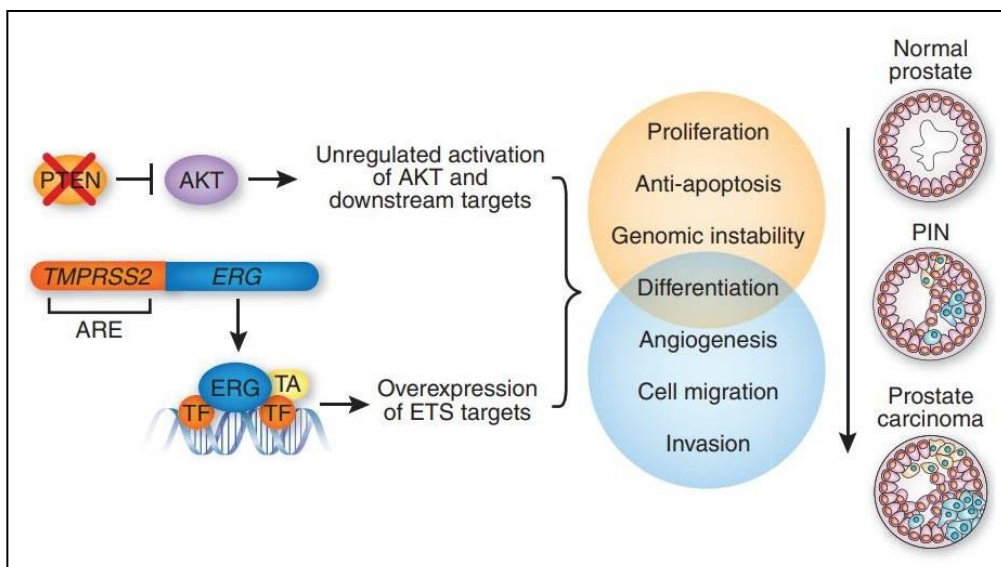 PTEN
AKT
Unregulated activation
of AKT and
downstream targets
TMPRSS2
ERG
ARE
ERG
TA
TF
TF
Overexpression
of ETS targets
Proliferation
Anti-apoptosis
Genomic instability
Differentiation
Angiogenesis
Cell migration
Invasion
Normal
prostate
PIN
Prostate
carcinoma